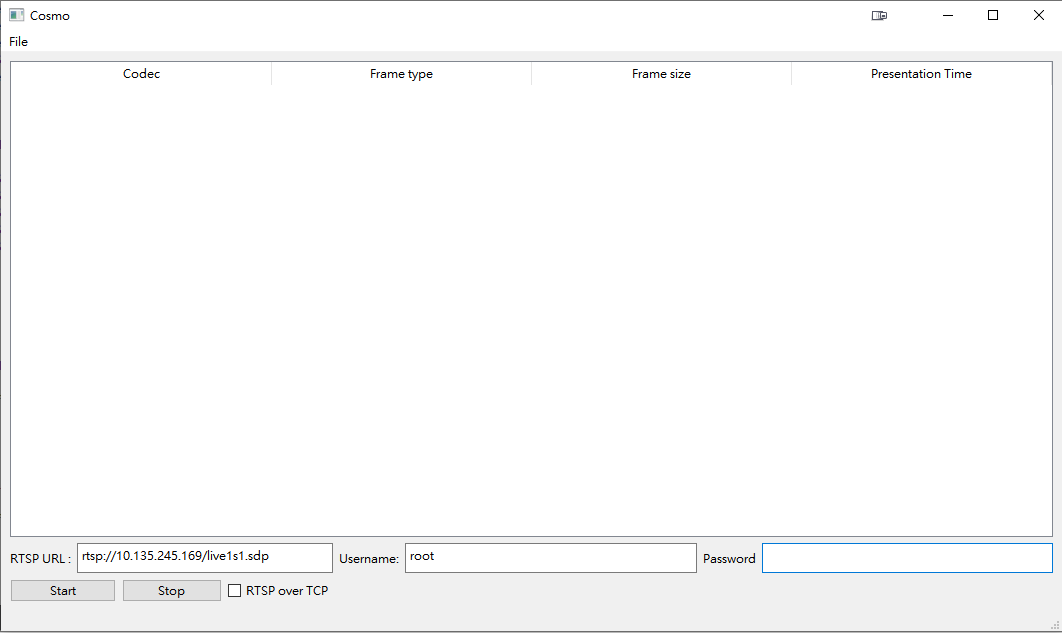 Cosmo
File
Codec Frame type Frame size Presentation Time
RTSP URL : rtsp://10.135.245.169/live1s1.sdp Username: root Password
Start Stop RTSP over TCP